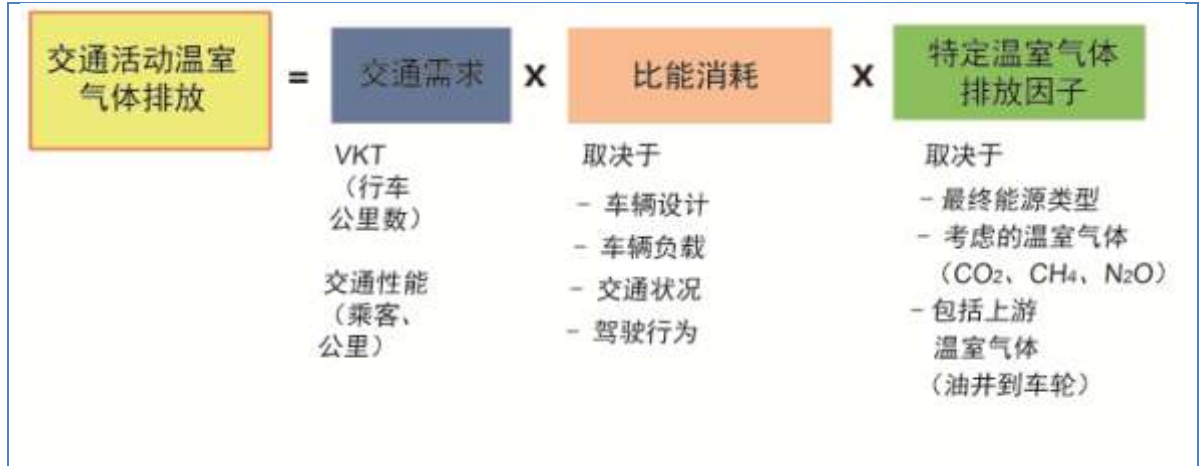 交通活动温室
气体排放
=
交通需求
X
比能消耗
X
特定温室气体
排放因子
VKT
（行车
公里数）
交通性能
（乘客、
公里）
取决于
- 车辆设计
- 车辆负载
- 交通状况
- 驾驶行为
取决于
- 最终能源类型
- 考虑的温室气体
（CO₂、CH₄、N₂O）
- 包括上游
温室气体
（油井到车轮）